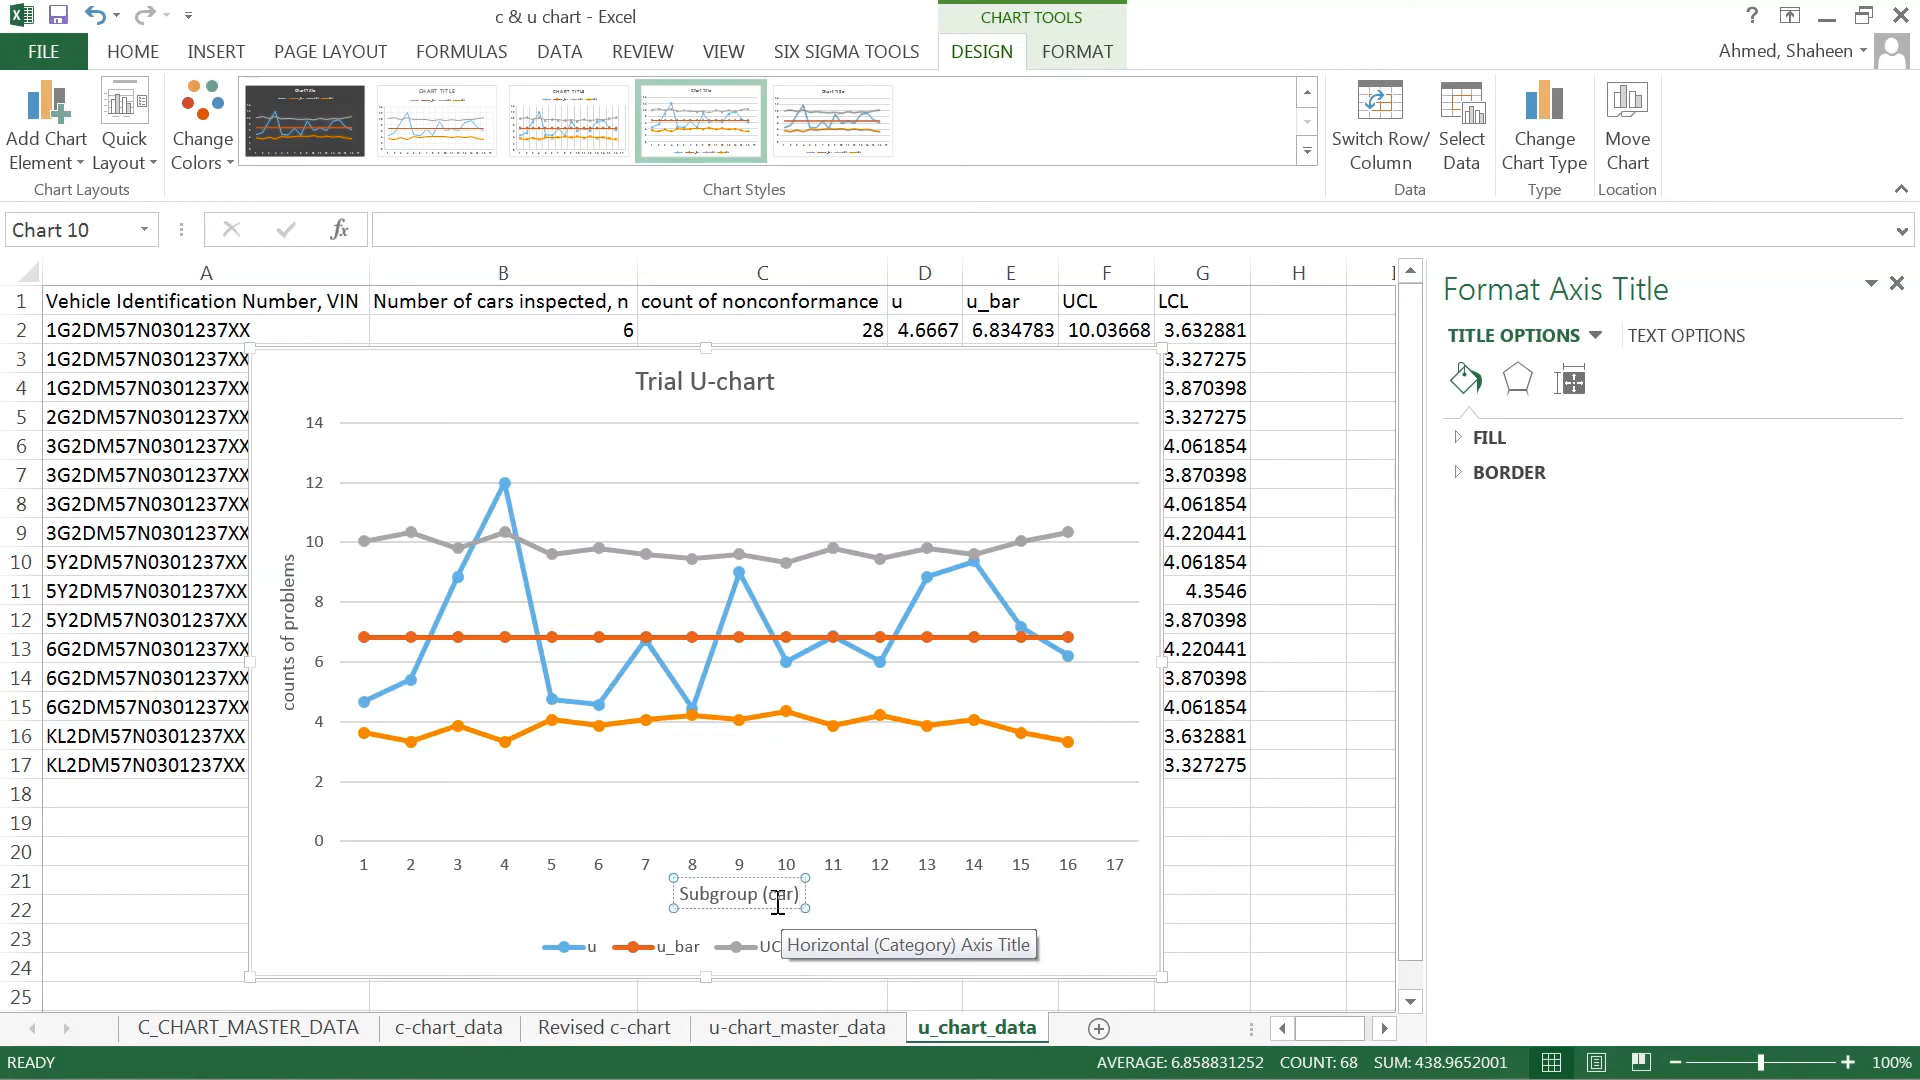 c & u chart - Excel
CHART TOOLS
?
FILE HOME INSERT PAGE LAYOUT FORMULAS DATA REVIEW VIEW SIX SIGMA TOOLS DESIGN FORMAT
Ahmed, Shaheen
Add Chart Element
Quick Layout
Change Colors
Switch Row/ Column
Select Data
Change Chart Type
Move Chart
Chart Layouts
Chart Styles
Data
Type
Location
Chart 10
fx
A B C D E F G H I
1 Vehicle Identification Number, VIN Number of cars inspected, n count of nonconformance u u_bar UCL LCL
2 1G2DM57N0301237XX 6 28 4.6667 6.834783 10.03668 3.632881
3 1G2DM57N0301237XX 3.327275
4 1G2DM57N0301237XX 3.870398
5 2G2DM57N0301237XX 3.327275
6 3G2DM57N0301237XX 4.061854
7 3G2DM57N0301237XX 3.870398
8 3G2DM57N0301237XX 4.061854
9 3G2DM57N0301237XX 4.220441
10 5Y2DM57N0301237XX 4.061854
11 5Y2DM57N0301237XX 4.3546
12 5Y2DM57N0301237XX 3.870398
13 6G2DM57N0301237XX 4.220441
14 6G2DM57N0301237XX 3.870398
15 6G2DM57N0301237XX 4.061854
16 KL2DM57N0301237XX 3.632881
17 KL2DM57N0301237XX 3.327275
18
19
20
21
22
23
24
25
Trial U-chart
14
12
10
8
6
4
2
0
counts of problems
1 2 3 4 5 6 7 8 9 10 11 12 13 14 15 16 17
Subgroup (car)
u u_bar UC
Horizontal (Category) Axis Title
Format Axis Title
TITLE OPTIONS TEXT OPTIONS
FILL
BORDER
C_CHART_MASTER_DATA c-chart_data Revised c-chart u-chart_master_data u_chart_data
READY
AVERAGE: 6.858831252 COUNT: 68 SUM: 438.9652001
100%